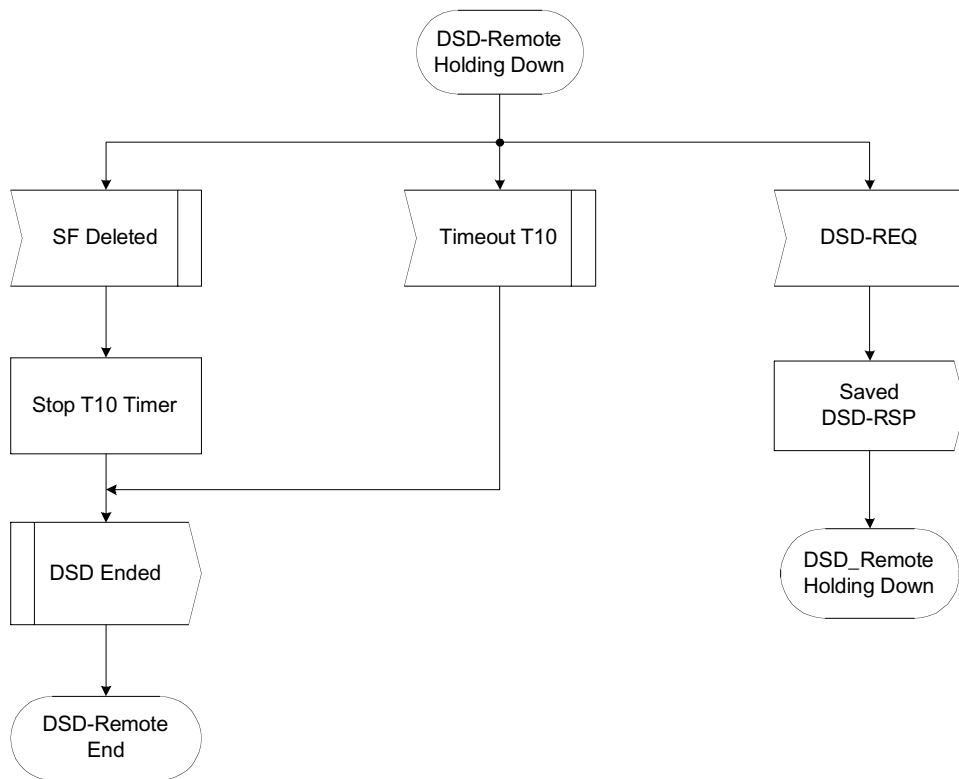 DSD-Remote
Holding Down
SF Deleted
Timeout T10
DSD-REQ
Stop T10 Timer
Saved
DSD-RSP
DSD Ended
DSD_Remote
Holding Down
DSD-Remote
End